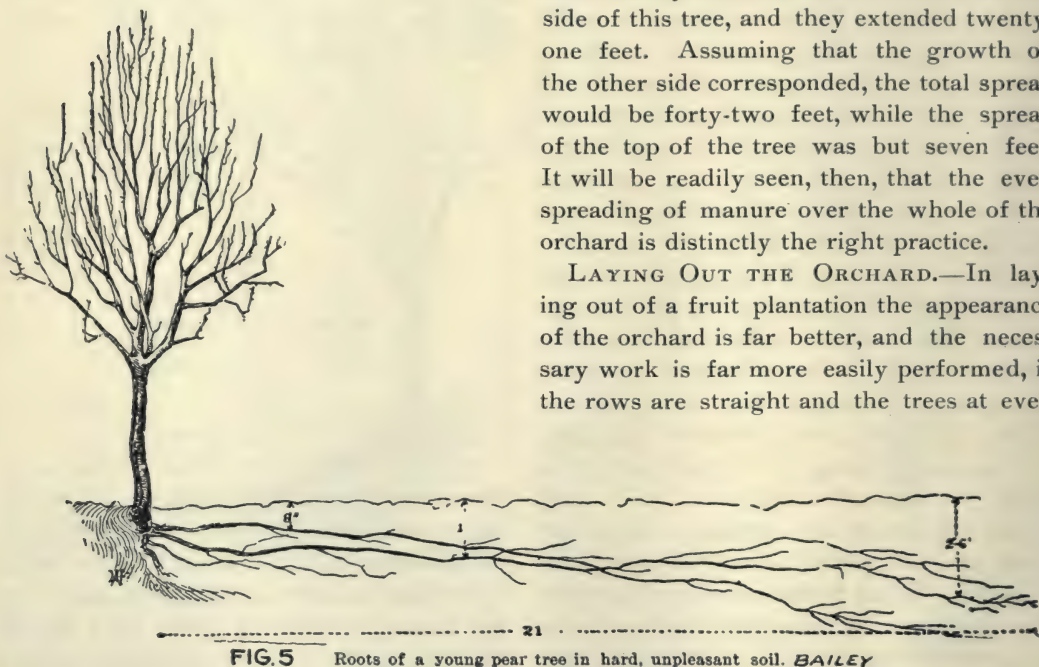 side of this tree, and they extended twenty
one feet. Assuming that the growth o
the other side corresponded, the total sprea
would be forty-two feet, while the sprea
of the top of the tree was but seven fee
It will be readily seen, then, that the eve
spreading of manure over the whole of th
orchard is distinctly the right practice.
LAYING OUT THE ORCHARD.—In lay
ing out of a fruit plantation the appearanc
of the orchard is far better, and the neces
sary work is far more easily performed, i
the rows are straight and the trees at eve
8"
1
21
FIG.5 Roots of a young pear tree in hard, unpleasant soil. BAILEY